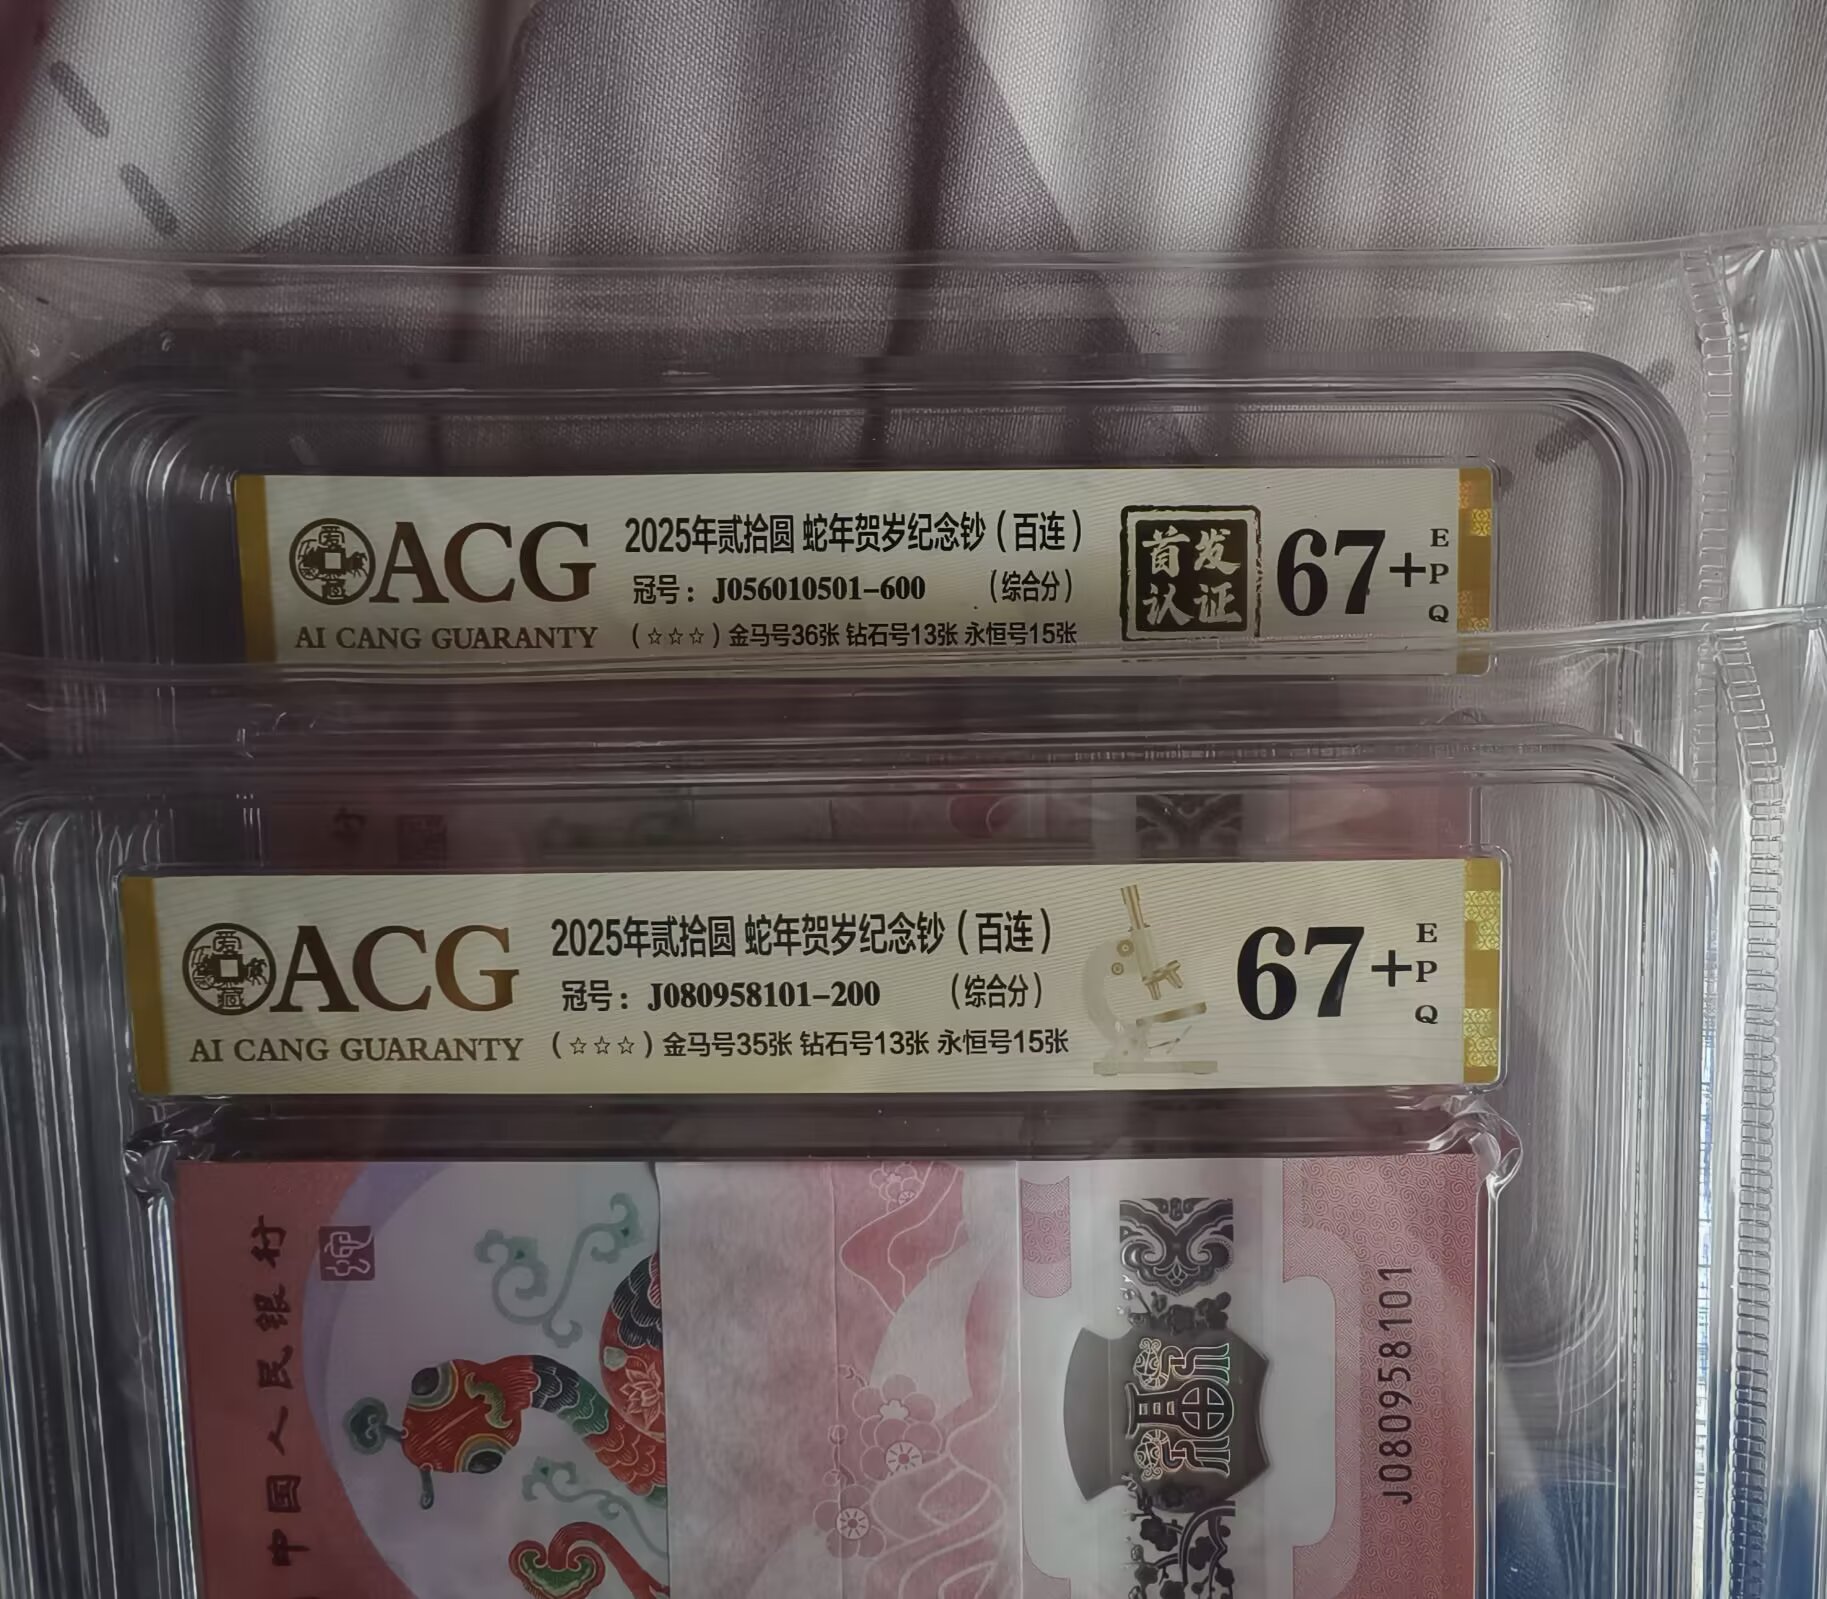 ACG
AI CANG GUARANTY
2025年贰拾圆 蛇年贺岁纪念钞（百连）
冠号：J056010501-600 （综合分）
（☆☆☆）金马号36张 钻石号13张 永恒号15张
首发
认证
67+
EPQ
ACG
AI CANG GUARANTY
2025年贰拾圆 蛇年贺岁纪念钞（百连）
冠号：J080958101-200 （综合分）
（☆☆☆）金马号35张 钻石号13张 永恒号15张
67+
EPQ
中国人民银行
福
J080958101